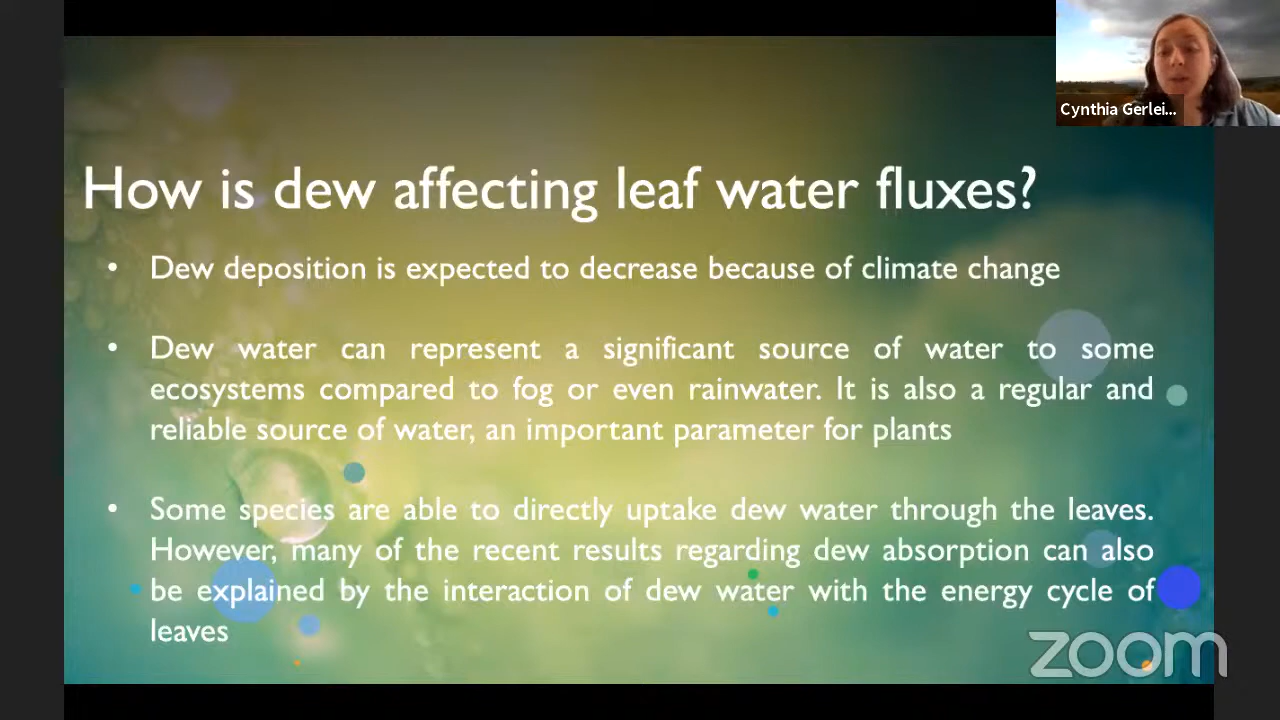 Cynthia Gerlei...
How is dew affecting leaf water fluxes?
• Dew deposition is expected to decrease because of climate change
• Dew water can represent a significant source of water to some
ecosystems compared to fog or even rainwater. It is also a regular and
reliable source of water, an important parameter for plants
• Some species are able to directly uptake dew water through the leaves.
However, many of the recent results regarding dew absorption can also
be explained by the interaction of dew water with the energy cycle of
leaves
zoom